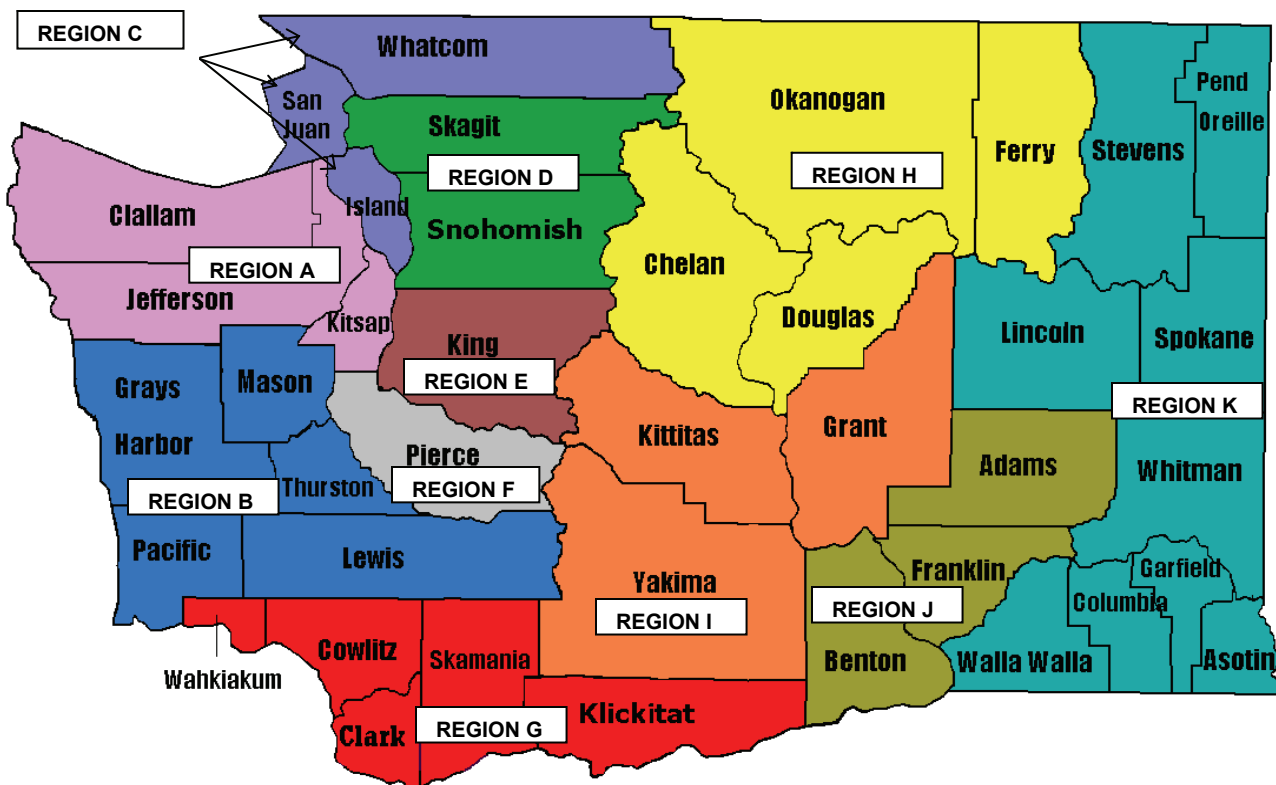 REGION C
Whatcom
San
Juan
Skagit
REGION D
Island
Snohomish
Clallam
REGION A
Jefferson
Kitsap
King
REGION E
Okanogan
REGION H
Ferry
Stevens
Pend
Oreille
Chelan
Douglas
Lincoln
Spokane
REGION K
Grays
Harbor
Mason
REGION B
Thurston
Pierce
REGION F
Pacific
Lewis
Kittitas
Grant
Adams
Whitman
Yakima
REGION I
Franklin
REGION J
Benton
Garfield
Columbia
Walla Walla
Asotin
Wahkiakum
Cowlitz
Skamania
Clark
REGION G
Klickitat